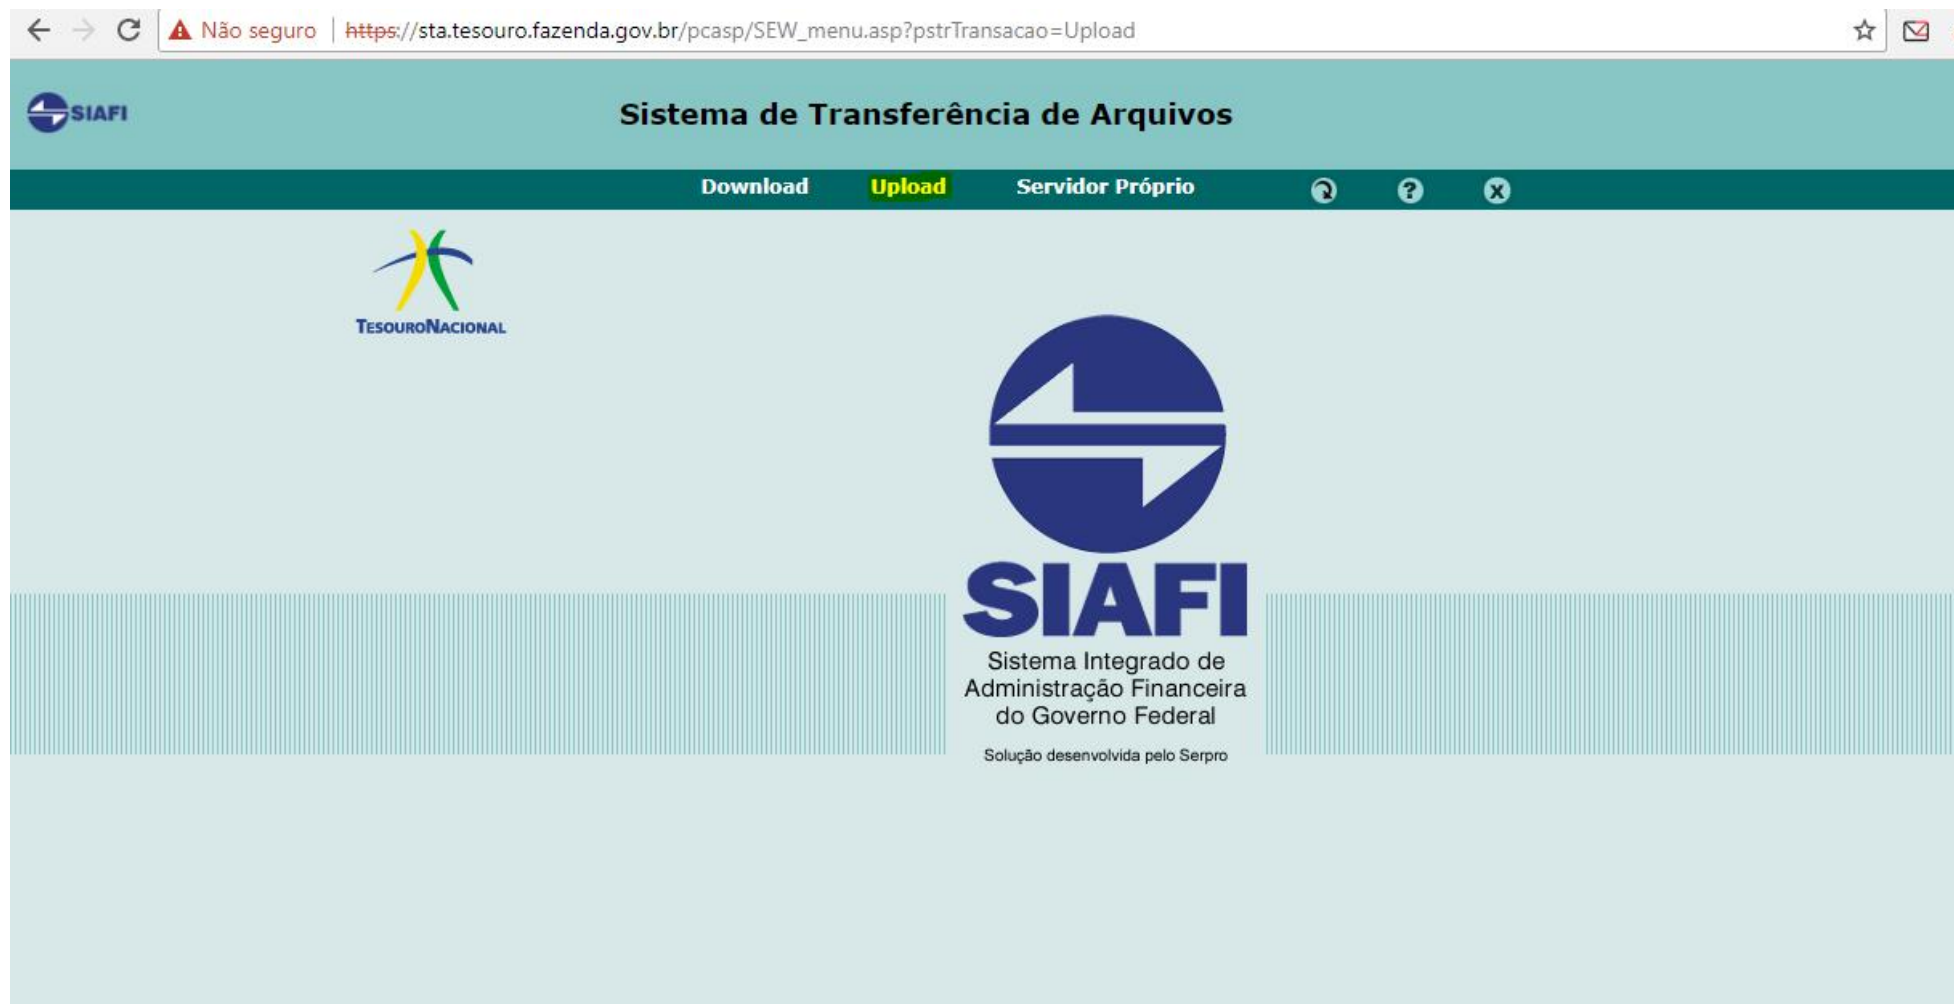 Não seguro | https://sta.tesouro.fazenda.gov.br/pcasp/SEW_menu.asp?pstrTransacao=Upload
SIAFI
Sistema de Transferência de Arquivos
Download Upload Servidor Próprio ? X
TESOURONACIONAL
SIAFI
Sistema Integrado de
Administração Financeira
do Governo Federal
Solução desenvolvida pelo Serpro